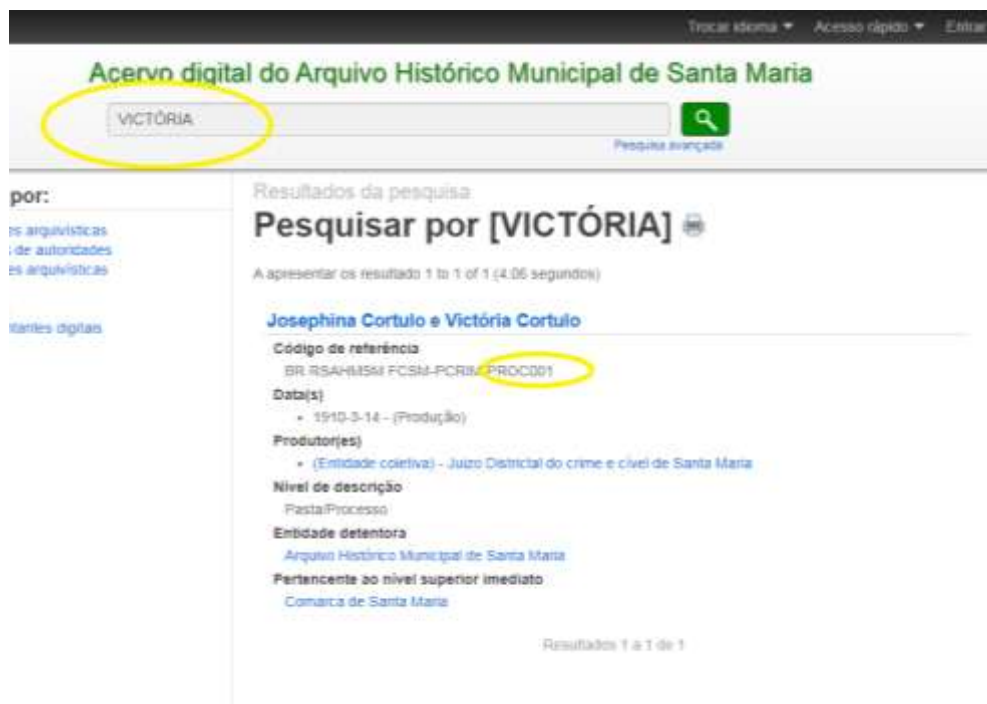 Trocar idioma Acesso rápido Entrar
Acervo digital do Arquivo Histórico Municipal de Santa Maria
VICTÓRIA
Pesquisa avançada
por:
es arquivísticas
de autoridades
es arquivísticas
digitais
Resultados da pesquisa
Pesquisar por [VICTÓRIA]
A apresentar os resultado 1 to 1 of 1 (4.06 segundos)
Josephina Cortulo e Victória Cortulo
Código de referência
BR RSAHMSM FCSM-PCRIM-PROC001
Data(s)
• 1910-3-14 - (Produção)
Produtor(es)
• (Entidade coletiva) - Juizo Districtal do crime e cível de Santa Maria
Nível de descrição
Pasta/Processo
Entidade detentora
Arquivo Histórico Municipal de Santa Maria
Pertencente ao nível superior imediato
Comarca de Santa Maria
Resultados 1 a 1 de 1